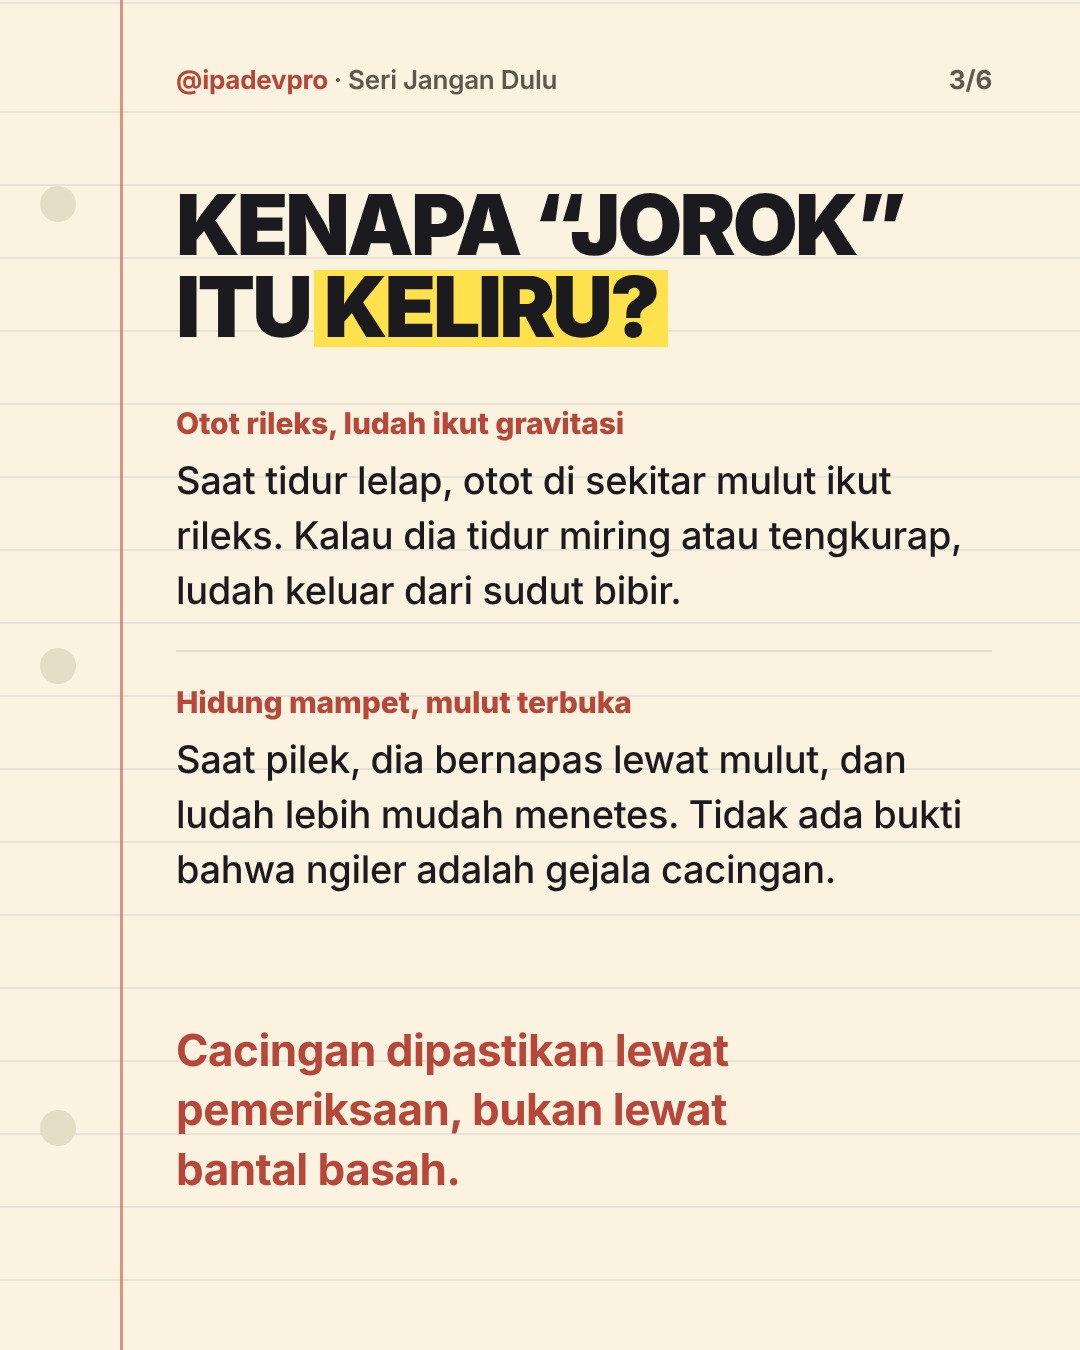 @ipadevpro · Seri Jangan Dulu
3/6
KENAPA “JOROK”
ITU KELIRU?
Otot rileks, ludah ikut gravitasi
Saat tidur lelap, otot di sekitar mulut ikut
rileks. Kalau dia tidur miring atau tengkurap,
ludah keluar dari sudut bibir.
Hidung mampet, mulut terbuka
Saat pilek, dia bernapas lewat mulut, dan
ludah lebih mudah menetes. Tidak ada bukti
bahwa ngiler adalah gejala cacingan.
Cacingan dipastikan lewat
pemeriksaan, bukan lewat
bantal basah.